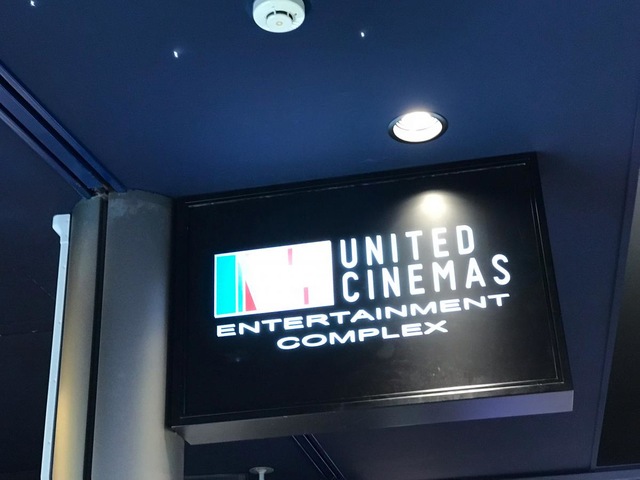 UNITED
CINEMAS
ENTERTAINMENT
COMPLEX